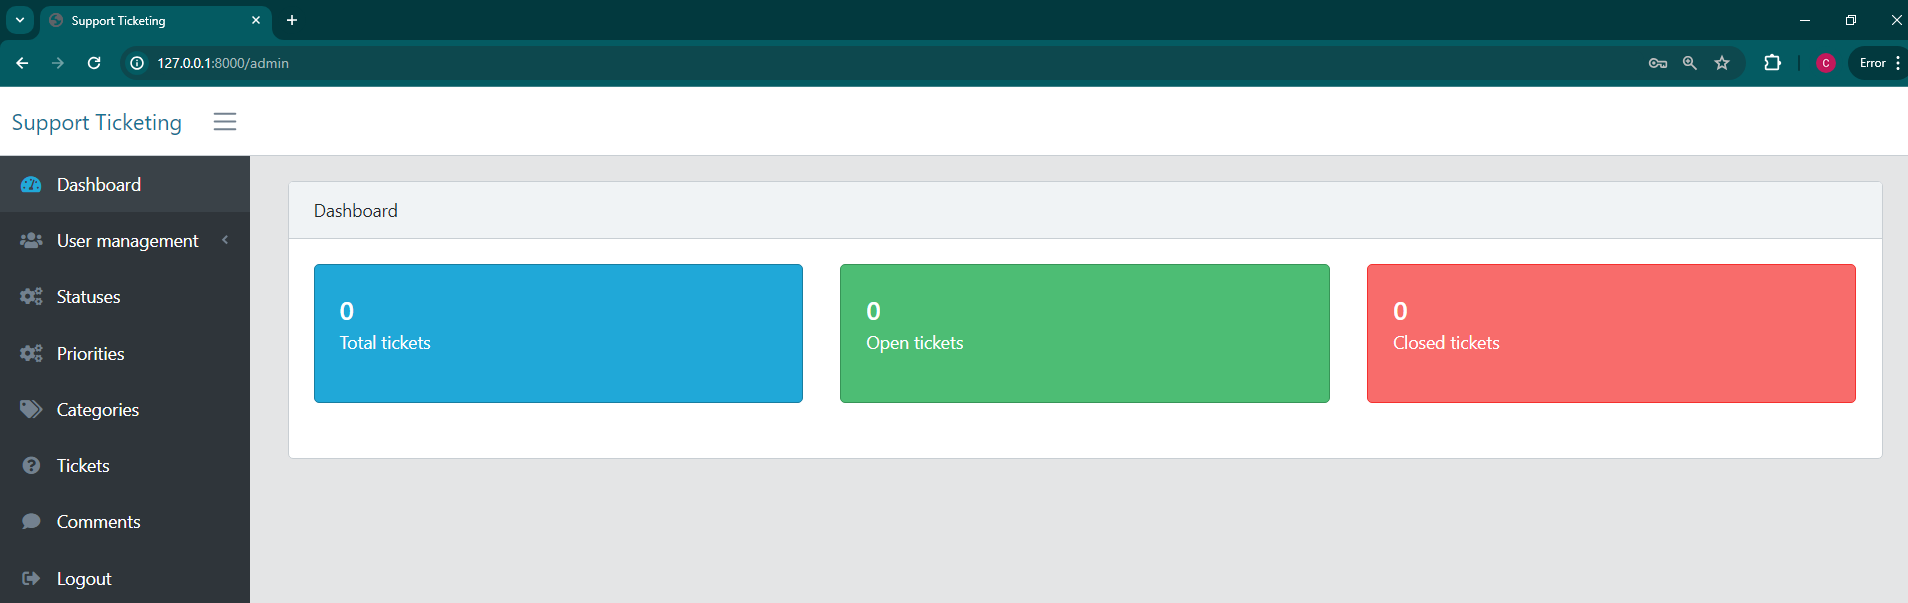 Support Ticketing
127.0.0.1:8000/admin
C
Error
Support Ticketing
Dashboard
User management
Statuses
Priorities
Categories
Tickets
Comments
Logout
Dashboard
0
Total tickets
0
Open tickets
0
Closed tickets